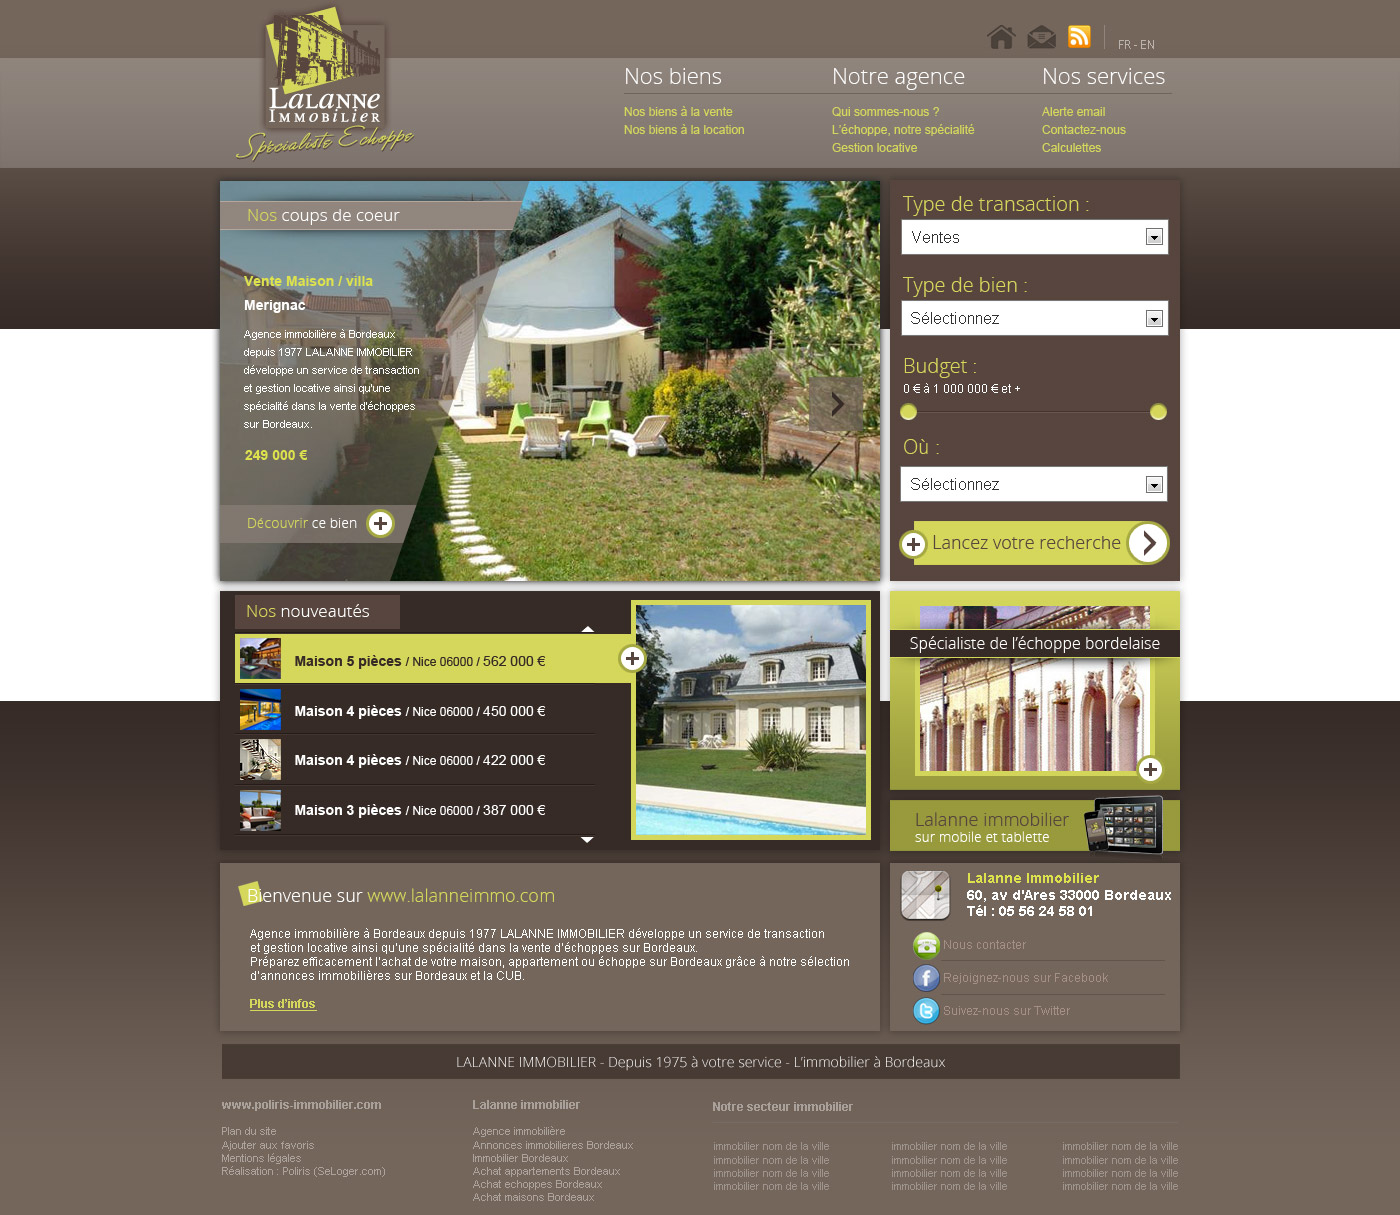 Lalanne
Immobilier
Spécialiste Echoppe
FR - EN
Nos biens
Nos biens à la vente
Nos biens à la location
Notre agence
Qui sommes-nous ?
L'échoppe, notre spécialité
Gestion locative
Nos services
Alerte email
Contactez-nous
Calculettes
Nos coups de coeur
Vente Maison / villa
Merignac
Agence immobilière à Bordeaux
depuis 1977 LALANNE IMMOBILIER
développe un service de transaction
et gestion locative ainsi qu'une
spécialité dans la vente d'échoppes
sur Bordeaux.
249 000 €
Découvrir ce bien
Type de transaction :
Ventes
Type de bien :
Sélectionnez
Budget :
0 € à 1 000 000 € et +
Où :
Sélectionnez
Lancez votre recherche
Nos nouveautés
Maison 5 pièces / Nice 06000 / 562 000 €
Maison 4 pièces / Nice 06000 / 450 000 €
Maison 4 pièces / Nice 06000 / 422 000 €
Maison 3 pièces / Nice 06000 / 387 000 €
Spécialiste de l'échoppe bordelaise
Lalanne immobilier
sur mobile et tablette
Bienvenue sur www.lalanneimmo.com
Agence immobilière à Bordeaux depuis 1977 LALANNE IMMOBILIER développe un service de transaction
et gestion locative ainsi qu'une spécialité dans la vente d'échoppes sur Bordeaux.
Préparez efficacement l'achat de votre maison, appartement ou échoppe sur Bordeaux grâce à notre sélection
d'annonces immobilières sur Bordeaux et la CUB.
Plus d'infos
Lalanne Immobilier
60, av d'Ares 33000 Bordeaux
Tél : 05 56 24 58 01
Nous contacter
Rejoignez-nous sur Facebook
Suivez-nous sur Twitter
LALANNE IMMOBILIER - Depuis 1975 à votre service - L'immobilier à Bordeaux
www.poliris-immobilier.com
Plan du site
Ajouter aux favoris
Mentions légales
Réalisation : Poliris (SeLoger.com)
Lalanne immobilier
Agence immobilière
Annonces immobilieres Bordeaux
Immobilier Bordeaux
Achat appartements Bordeaux
Achat echoppes Bordeaux
Achat maisons Bordeaux
Notre secteur immobilier
immobilier nom de la ville
immobilier nom de la ville
immobilier nom de la ville
immobilier nom de la ville
immobilier nom de la ville
immobilier nom de la ville
immobilier nom de la ville
immobilier nom de la ville
immobilier nom de la ville
immobilier nom de la ville
immobilier nom de la ville
immobilier nom de la ville